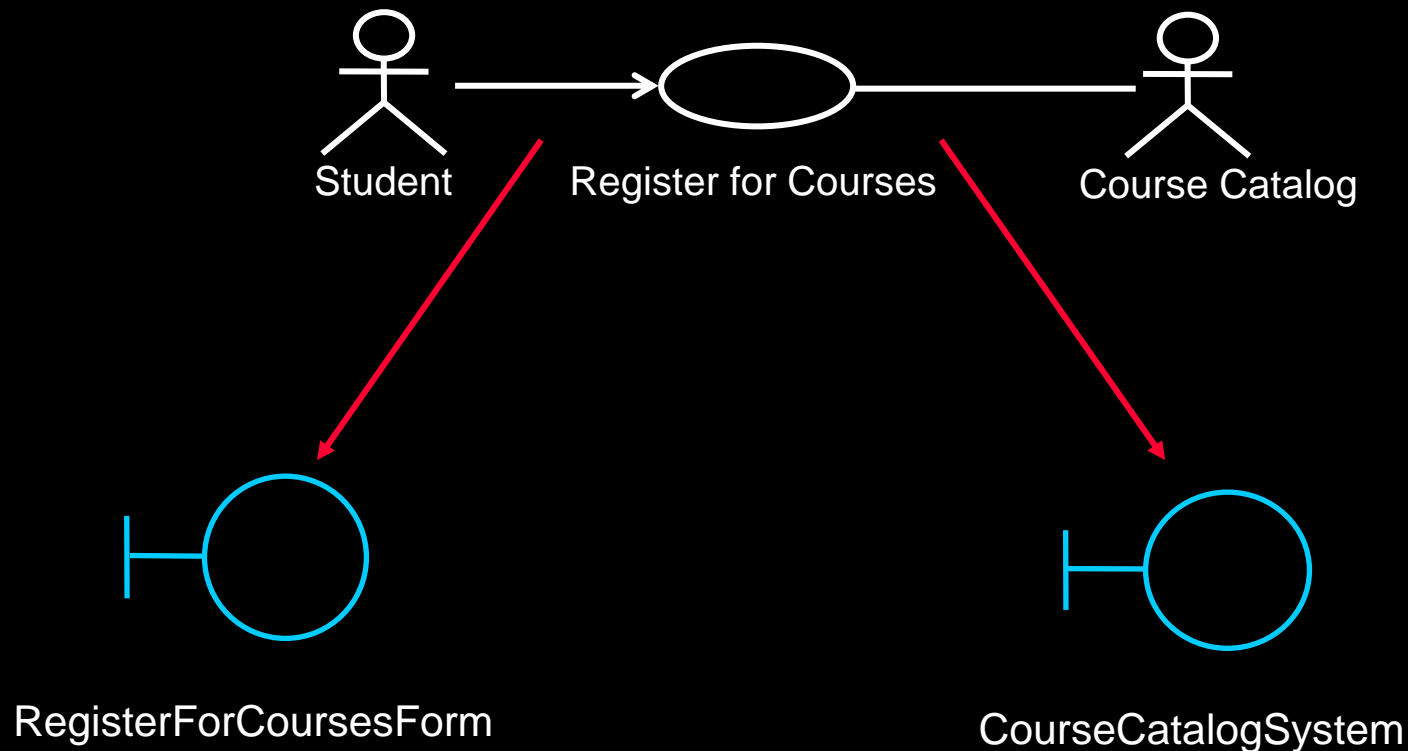 Student
Register for Courses
Course Catalog
RegisterForCoursesForm
CourseCatalogSystem